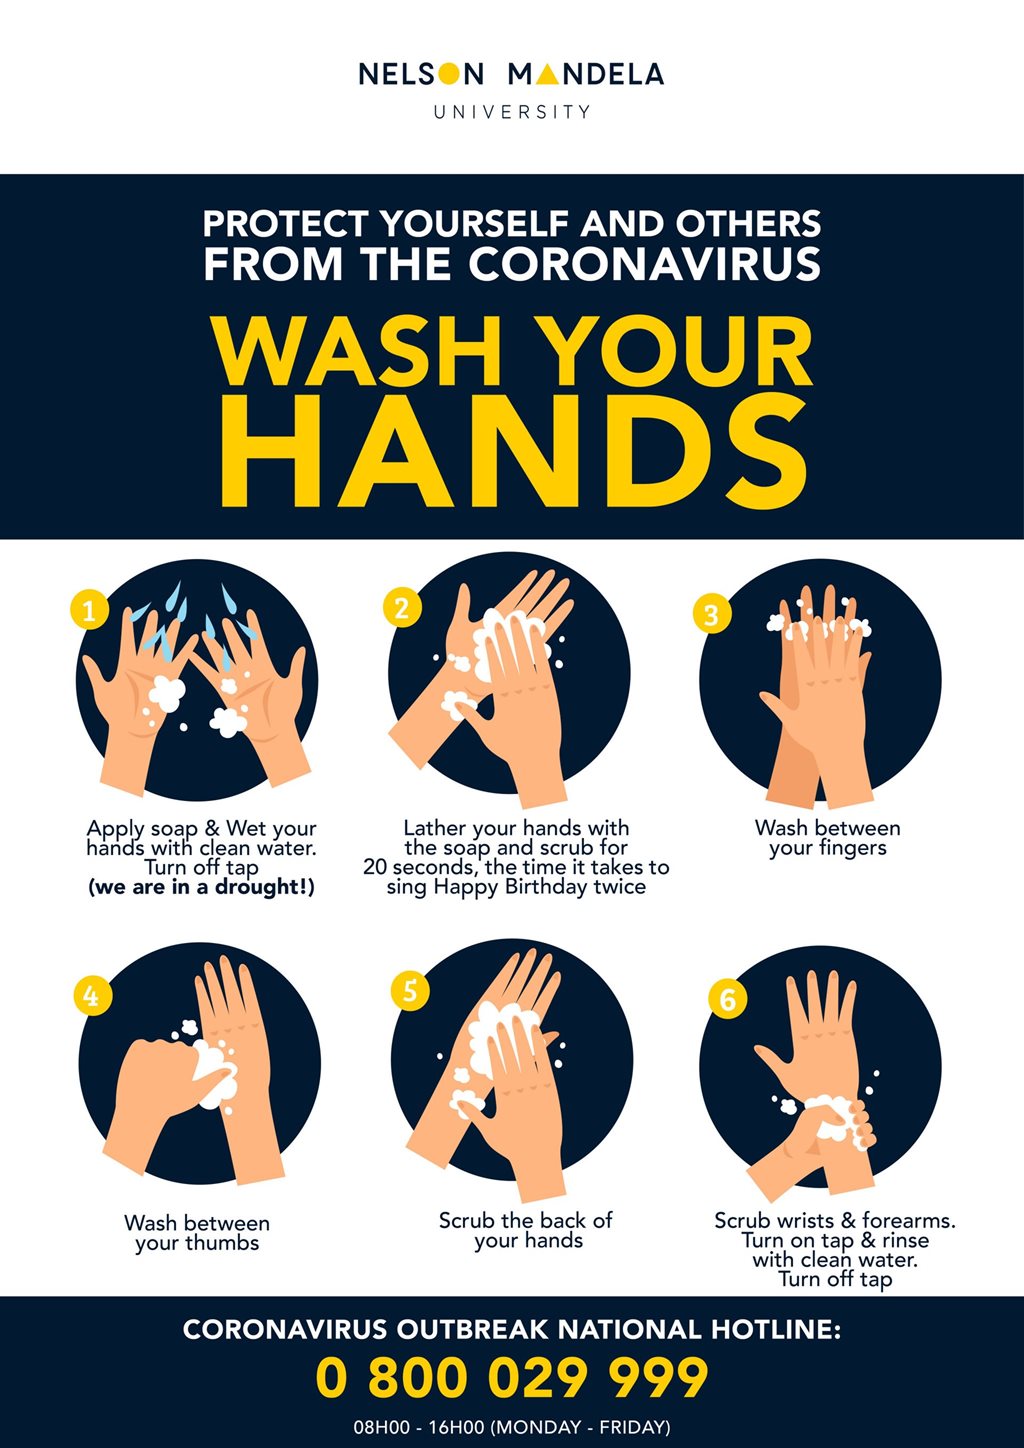 NELSON MANDELA
UNIVERSITY
PROTECT YOURSELF AND OTHERS
FROM THE CORONAVIRUS
WASH YOUR
HANDS
1
Apply soap & Wet your
hands with clean water.
Turn off tap
(we are in a drought!)
2
Lather your hands with
the soap and scrub for
20 seconds, the time it takes to
sing Happy Birthday twice
3
Wash between
your fingers
4
Wash between
your thumbs
5
Scrub the back of
your hands
6
Scrub wrists & forearms.
Turn on tap & rinse
with clean water.
Turn off tap
CORONAVIRUS OUTBREAK NATIONAL HOTLINE:
0 800 029 999
08H00 - 16H00 (MONDAY - FRIDAY)